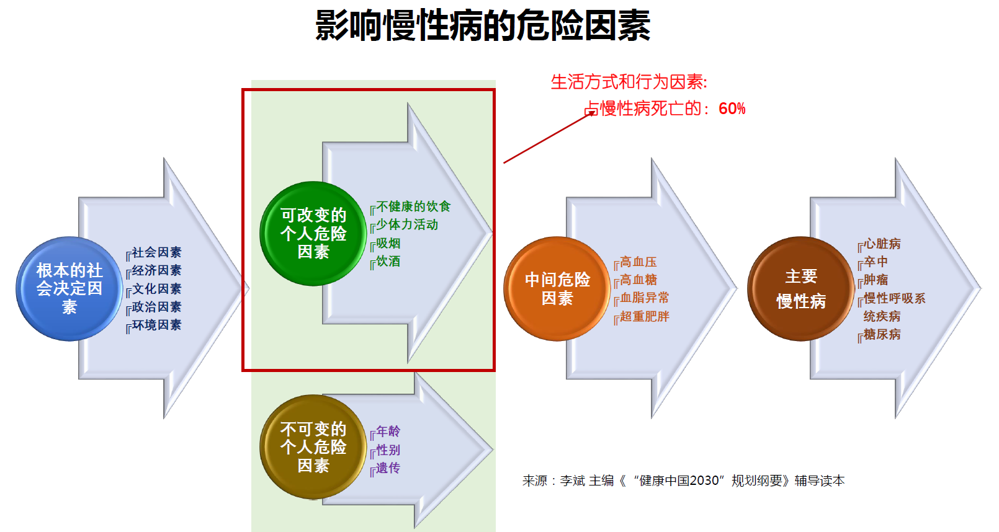 影响慢性病的危险因素
生活方式和行为因素:
占慢性病死亡的：60%
根本的社
会决定因
素
社会因素
经济因素
文化因素
政治因素
环境因素
可改变的
个人危险
因素
不健康的饮食
少体力活动
吸烟
饮酒
不可变的
个人危险
因素
年龄
性别
遗传
中间危险
因素
高血压
高血糖
血脂异常
超重肥胖
主要
慢性病
心脏病
卒中
肿瘤
慢性呼吸系
统疾病
糖尿病
来源：李斌 主编《“健康中国2030”规划纲要》辅导读本